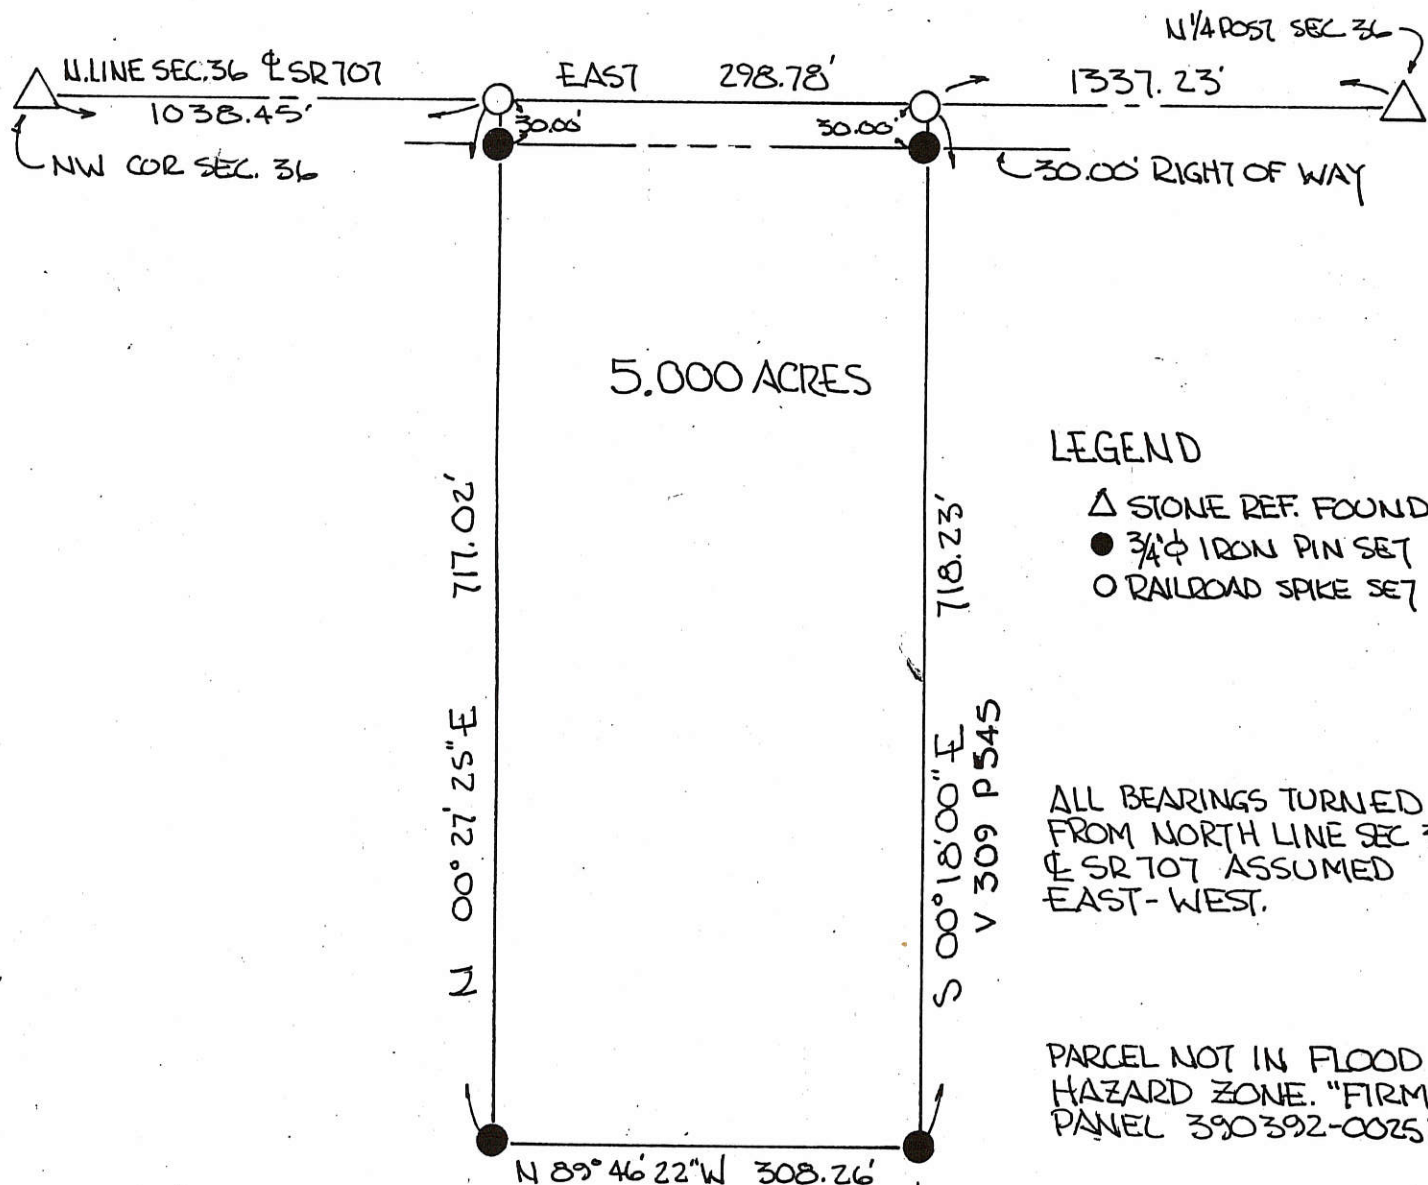 N 1/4 POST SEC. 36
N. LINE SEC. 36 ℄ SR 707
EAST 298.78'
1337.23'
1038.45'
30.00'
30.00'
NW COR SEC. 36
30.00' RIGHT OF WAY
5.000 ACRES
LEGEND
△ STONE REF. FOUND
● 3/4"⌀ IRON PIN SET
○ RAILROAD SPIKE SET
717.02'
718.23'
N 00° 27' 25" E
S 00° 18' 00" E
V 309 P 545
ALL BEARINGS TURNED
FROM NORTH LINE SEC
℄ SR 707 ASSUMED
EAST-WEST.
PARCEL NOT IN FLOOD
HAZARD ZONE. "FIRM
PANEL 390392-0025
N 89° 46' 22" W 308.26'